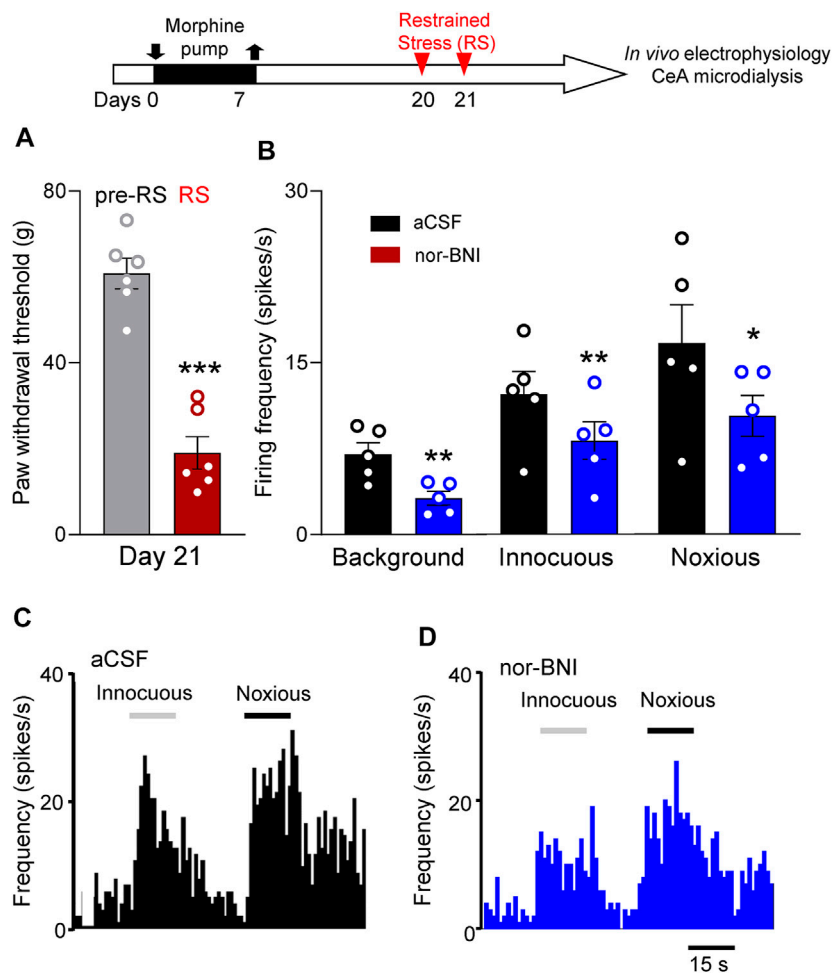 Morphine
pump
Restrained
Stress (RS)
In vivo electrophysiology
CeA microdialysis
Days 0 7 20 21
A
80
40
0
Paw withdrawal threshold (g)
pre-RS RS
***
Day 21
B
30
15
0
Firing frequency (spikes/s)
aCSF
nor-BNI
**
**
*
Background Innocuous Noxious
C
aCSF
40
20
0
Frequency (spikes/s)
Innocuous Noxious
D
nor-BNI
40
20
0
Frequency (spikes/s)
Innocuous Noxious
15 s